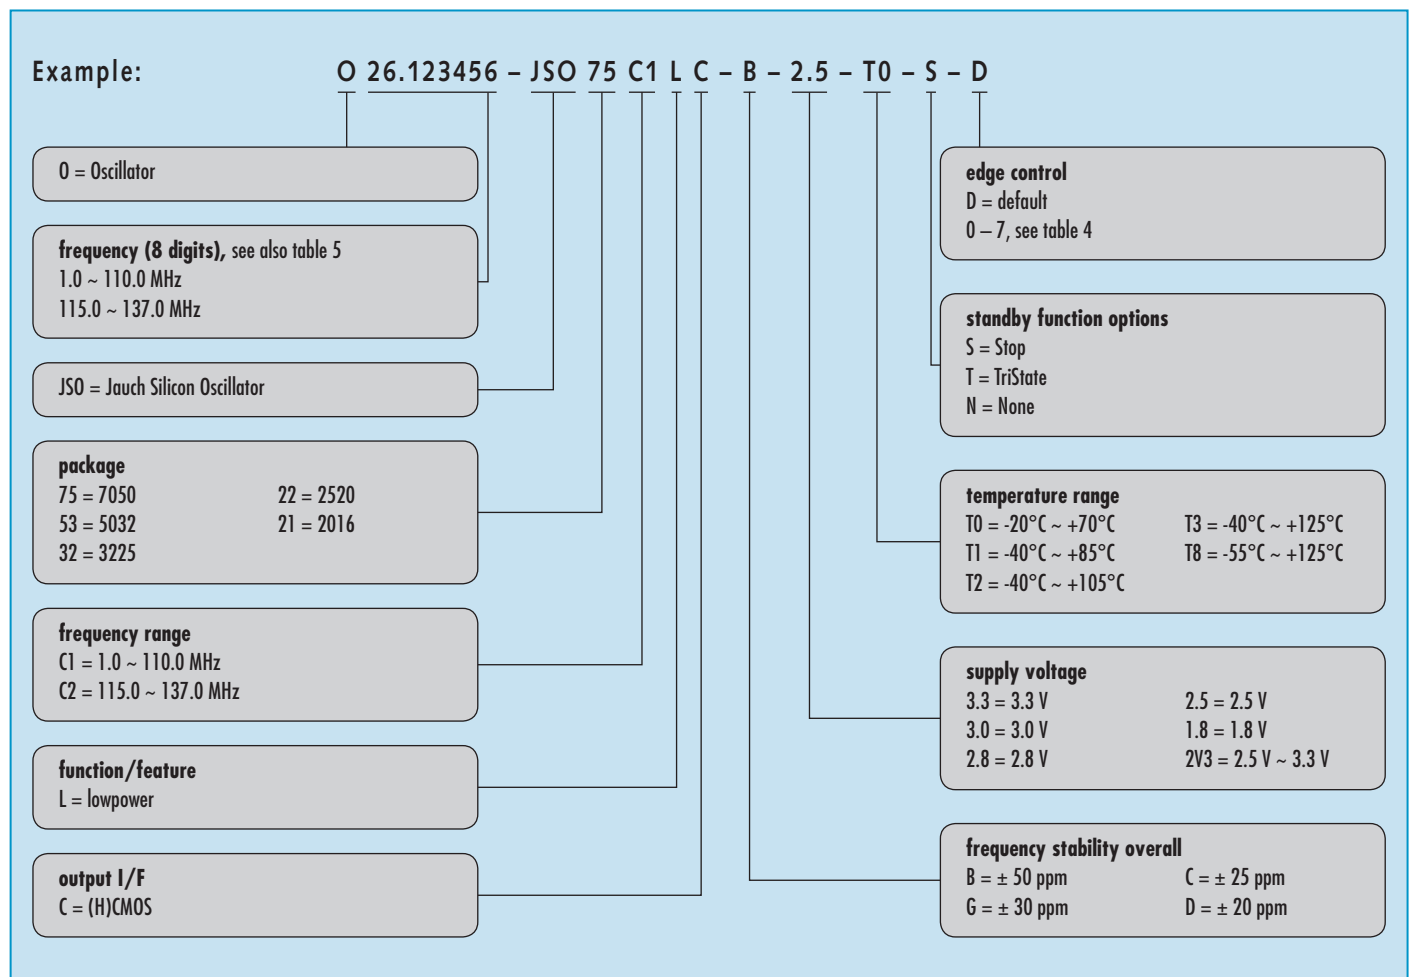 Example: O 26.123456 – JSO 75 C1 L C – B – 2.5 – T0 – S – D
O = Oscillator
frequency (8 digits), see also table 5
1.0 ~ 110.0 MHz
115.0 ~ 137.0 MHz
JSO = Jauch Silicon Oscillator
package
75 = 7050 22 = 2520
53 = 5032 21 = 2016
32 = 3225
frequency range
C1 = 1.0 ~ 110.0 MHz
C2 = 115.0 ~ 137.0 MHz
function/feature
L = lowpower
output I/F
C = (H)CMOS
edge control
D = default
0 – 7, see table 4
standby function options
S = Stop
T = TriState
N = None
temperature range
T0 = -20°C ~ +70°C T3 = -40°C ~ +125°C
T1 = -40°C ~ +85°C T8 = -55°C ~ +125°C
T2 = -40°C ~ +105°C
supply voltage
3.3 = 3.3 V 2.5 = 2.5 V
3.0 = 3.0 V 1.8 = 1.8 V
2.8 = 2.8 V 2V3 = 2.5 V ~ 3.3 V
frequency stability overall
B = ± 50 ppm C = ± 25 ppm
G = ± 30 ppm D = ± 20 ppm